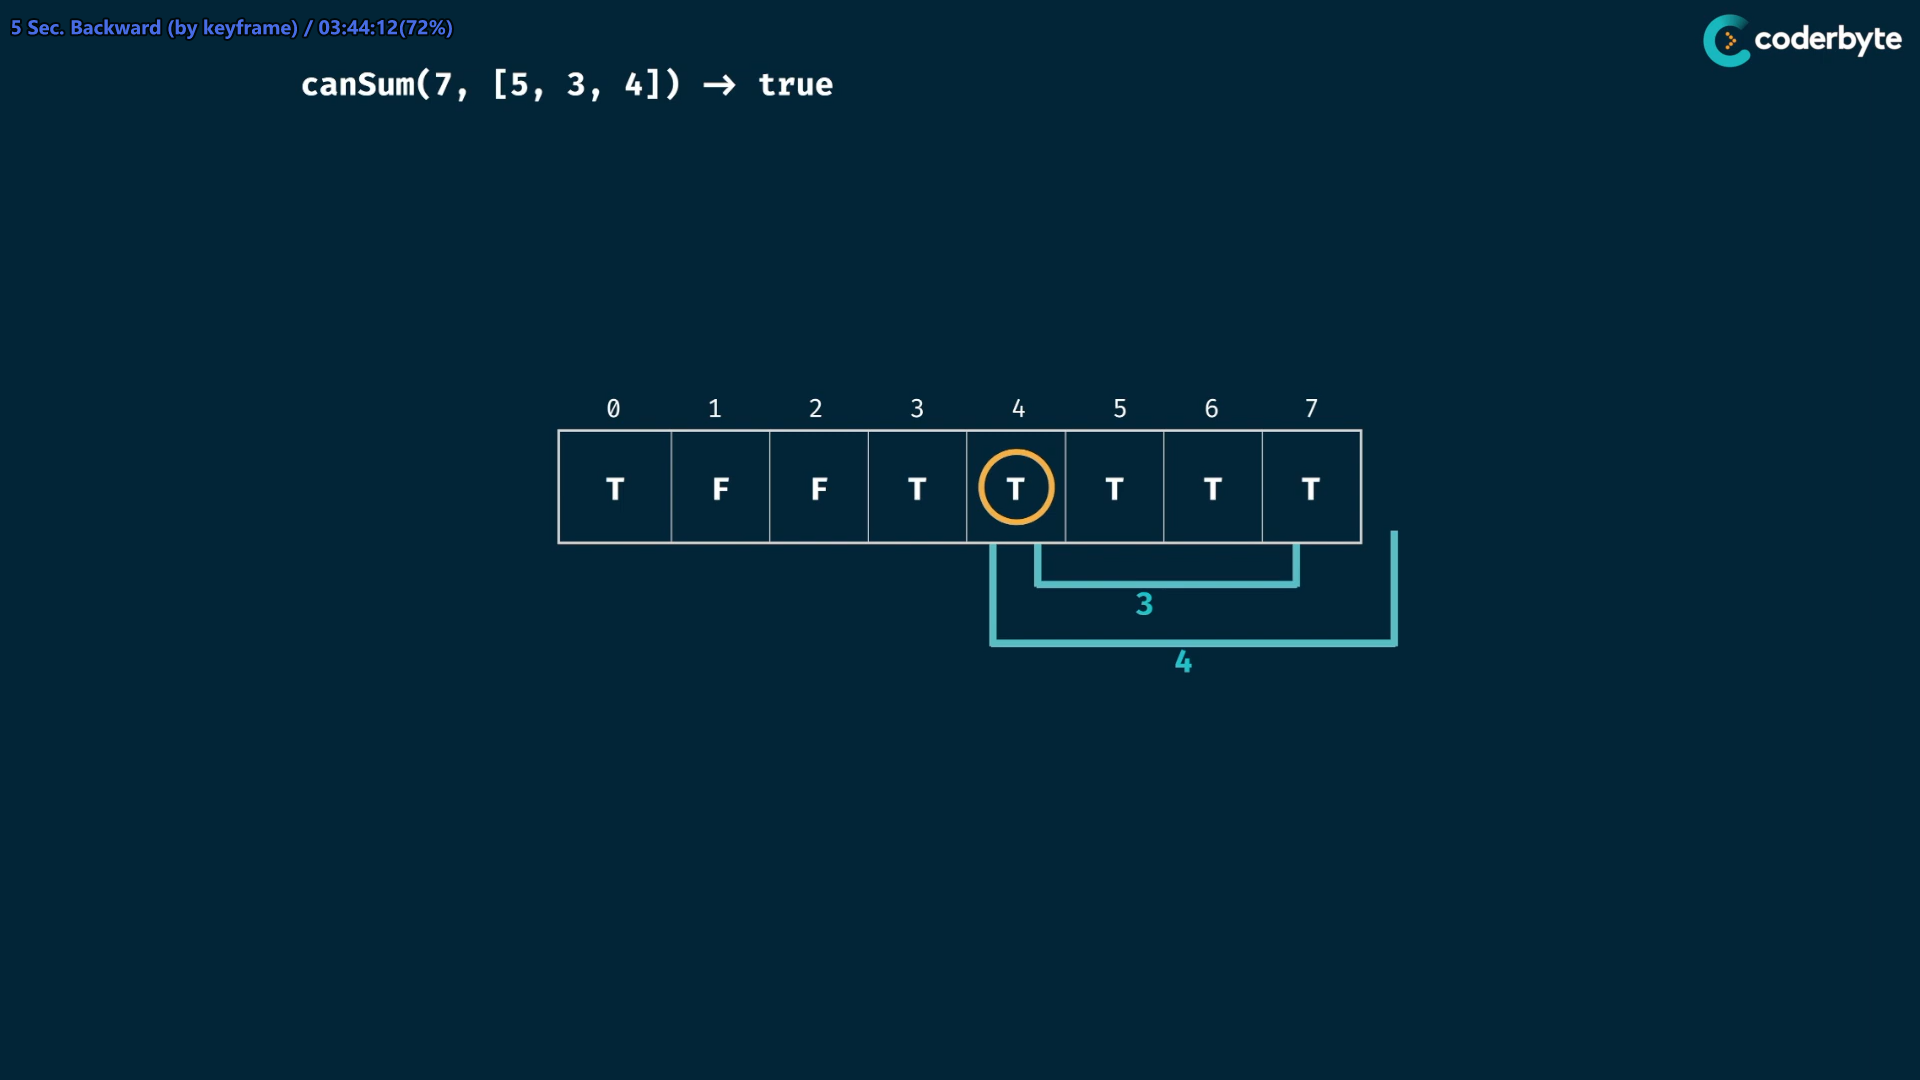 5 Sec. Backward (by keyframe) / 03:44:12(72%)
coderbyte
canSum(7, [5, 3, 4]) → true
0 1 2 3 4 5 6 7
T F F T T T T T
3
4